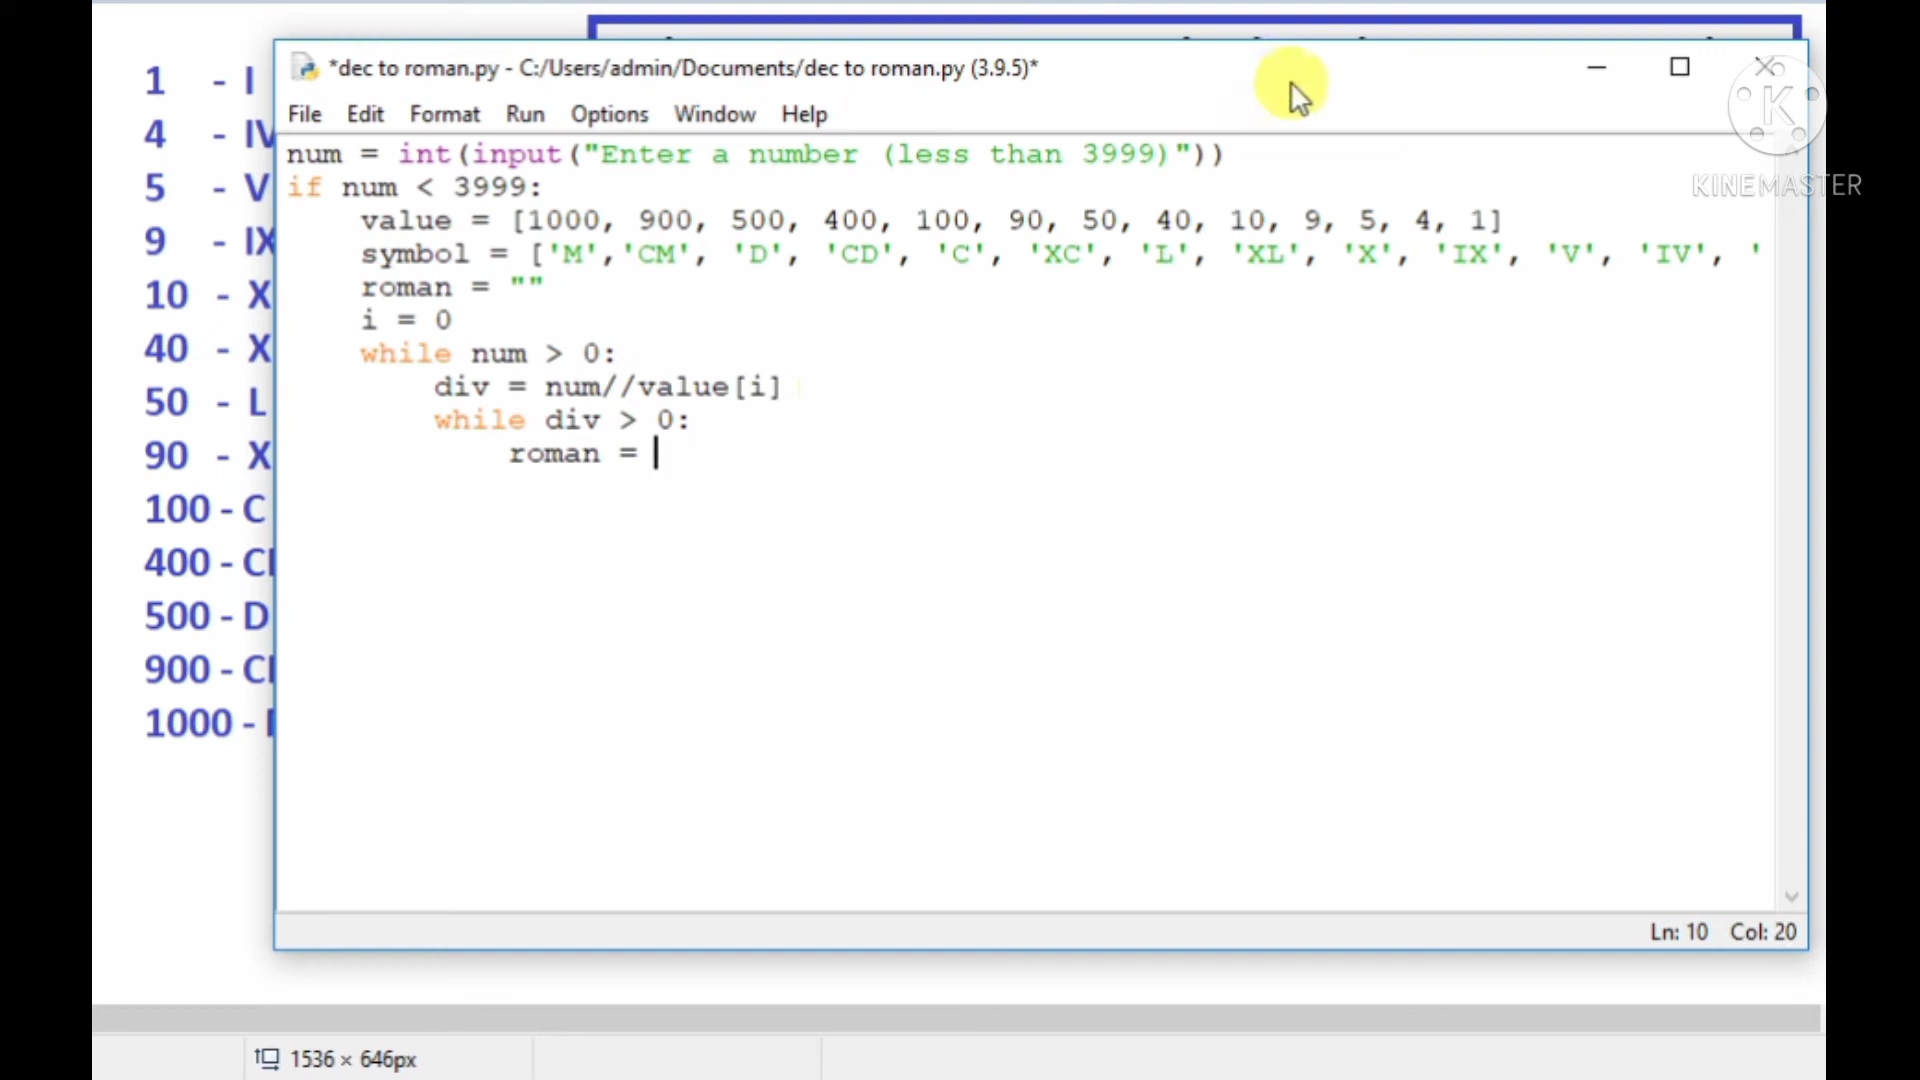 *dec to roman.py - C:/Users/admin/Documents/dec to roman.py (3.9.5)*
File Edit Format Run Options Window Help
K
KINEMASTER
1 - I
4 - IV
5 - V
9 - IX
10 - X
40 - X
50 - L
90 - X
100 - C
400 - C
500 - D
900 - C
1000 -
num = int(input("Enter a number (less than 3999)"))
if num < 3999:
    value = [1000, 900, 500, 400, 100, 90, 50, 40, 10, 9, 5, 4, 1]
    symbol = ['M','CM', 'D', 'CD', 'C', 'XC', 'L', 'XL', 'X', 'IX', 'V', 'IV', '
    roman = ""
    i = 0
    while num > 0:
        div = num//value[i]
        while div > 0:
            roman =
Ln: 10 Col: 20
1536 × 646px